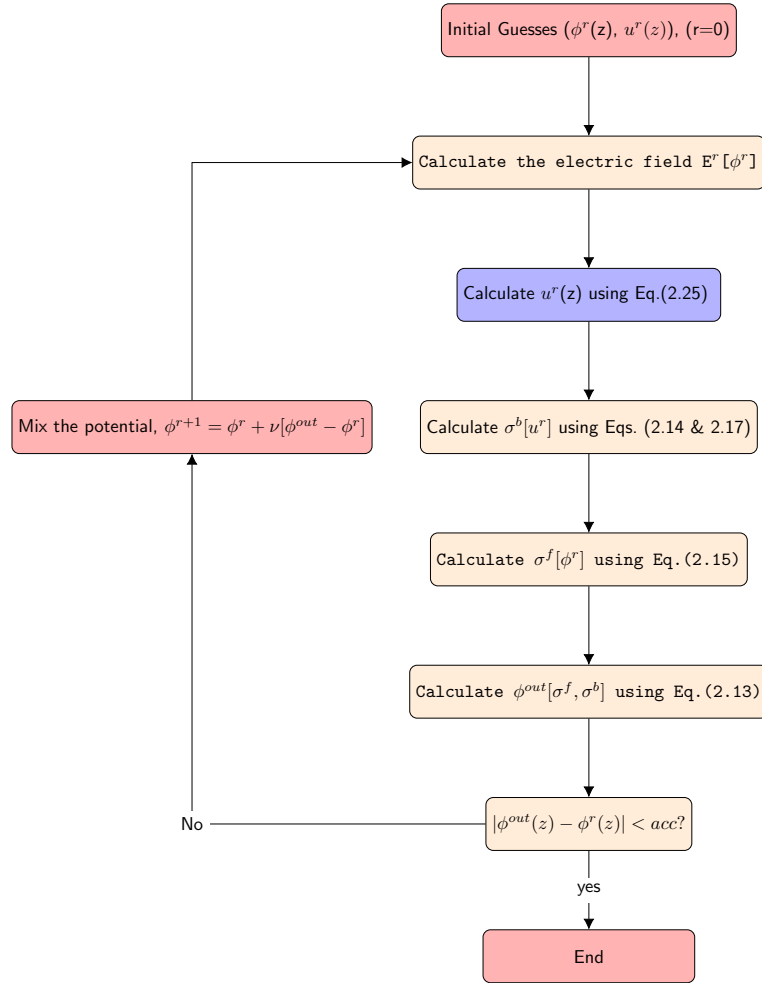 Initial Guesses (ϕ^r(z), u^r(z)), (r=0)
Calculate the electric field E^r[ϕ^r]
Calculate u^r(z) using Eq.(2.25)
Mix the potential, ϕ^{r+1} = ϕ^r + ν[ϕ^{out} − ϕ^r]
Calculate σ^b[u^r] using Eqs. (2.14 & 2.17)
Calculate σ^f[ϕ^r] using Eq.(2.15)
Calculate ϕ^{out}[σ^f, σ^b] using Eq.(2.13)
No
|ϕ^{out}(z) − ϕ^r(z)| < acc?
yes
End